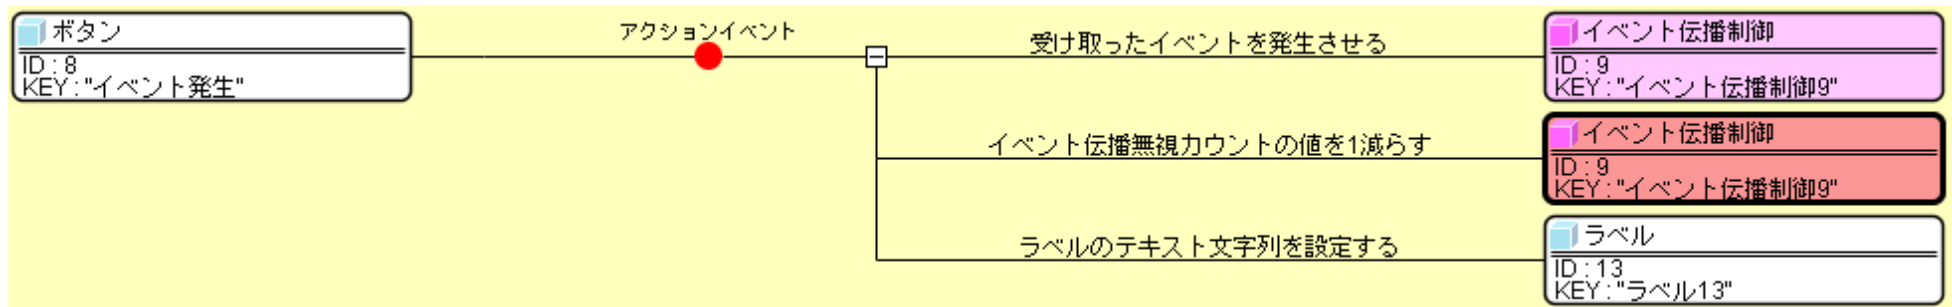 ボタン
ID : 8
KEY : "イベント発生"
アクションイベント
受け取ったイベントを発生させる
イベント伝播制御
ID : 9
KEY : "イベント伝播制御9"
イベント伝播無視カウントの値を1減らす
イベント伝播制御
ID : 9
KEY : "イベント伝播制御9"
ラベルのテキスト文字列を設定する
ラベル
ID : 13
KEY : "ラベル13"